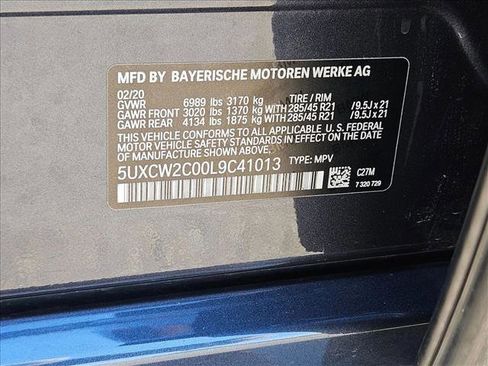 MFD BY BAYERISCHE MOTOREN WERKE AG
02/20 TIRE / RIM
GVWR 6989 lbs 3170 kg
GAWR FRONT 3020 lbs 1370 kg WITH 285/45 R21 / 9.5J x 21
GAWR REAR 4134 lbs 1875 kg WITH 285/45 R21 / 9.5J x 21
THIS VEHICLE CONFORMS TO ALL APPLICABLE U.S. FEDERAL
MOTOR VEHICLE SAFETY STANDARDS IN EFFECT ON THE
DATE OF MANUFACTURE SHOWN ABOVE.
5UXCW2C00L9C41013 TYPE: MPV
C27M
7 320 729